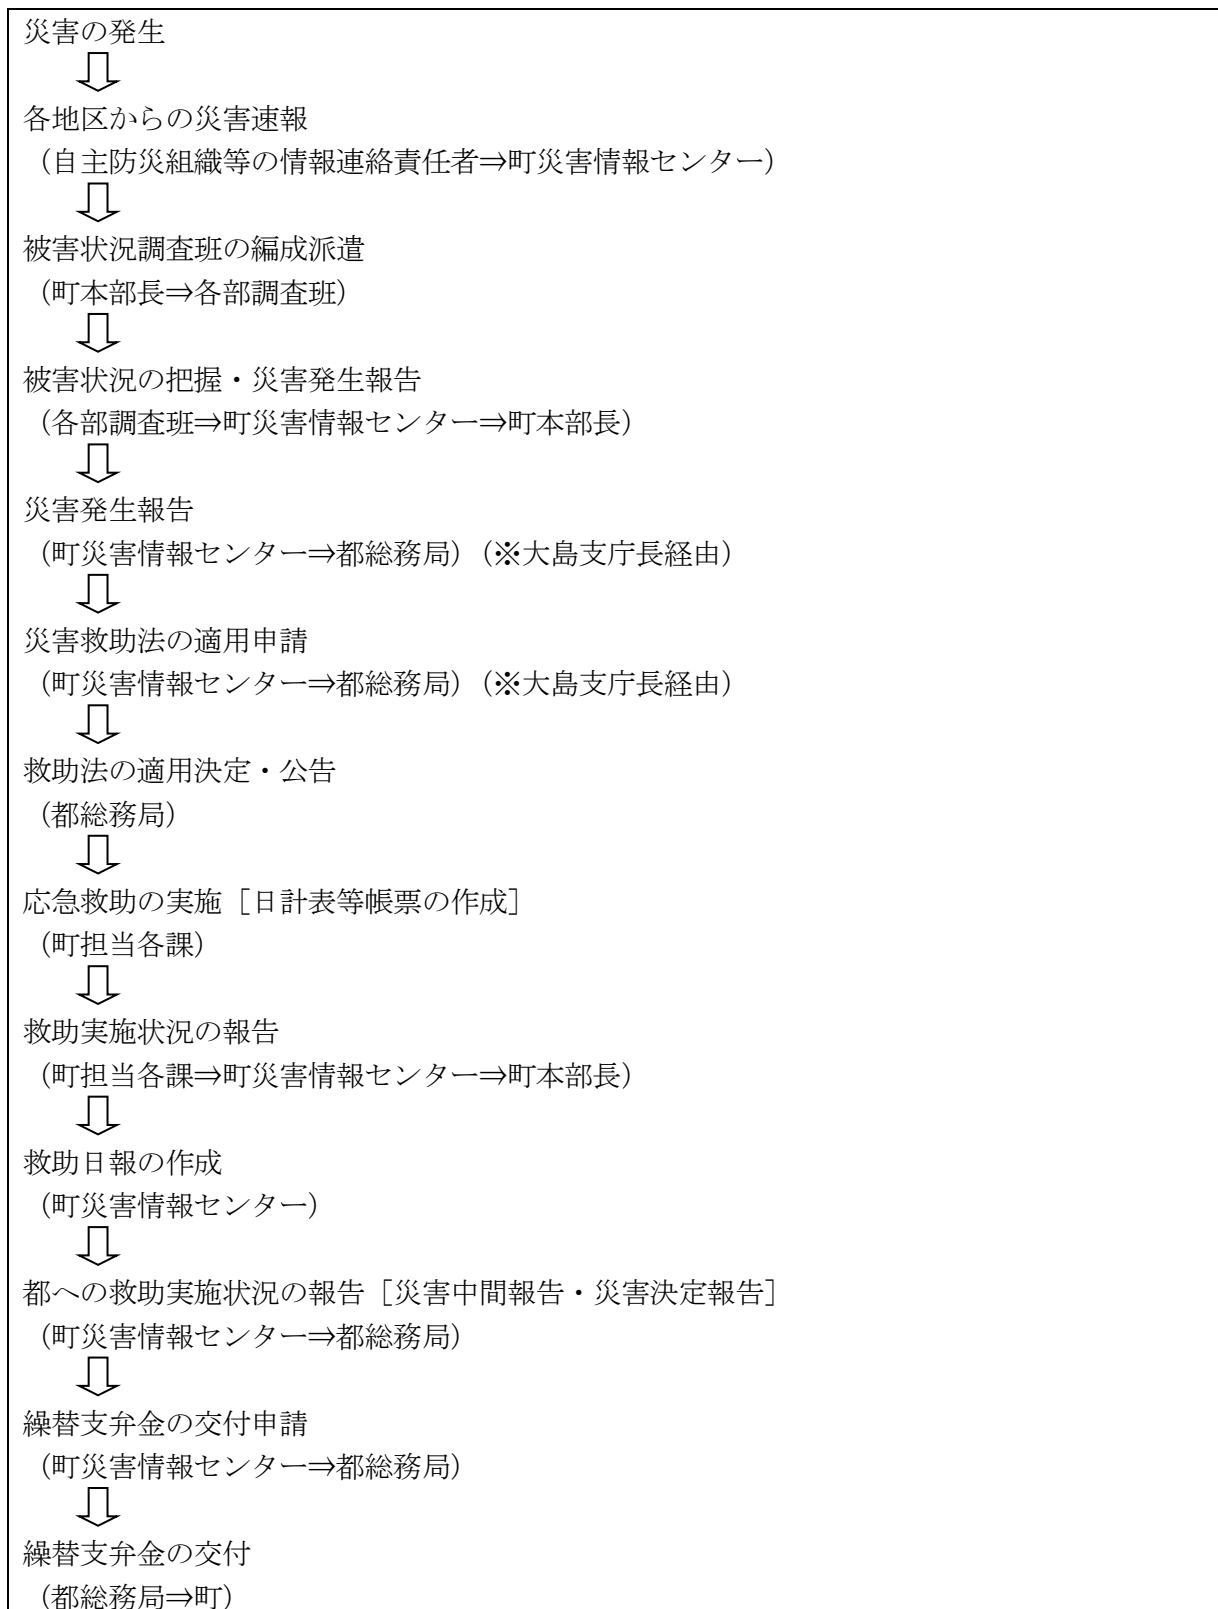 災害の発生
各地区からの災害速報
（自主防災組織等の情報連絡責任者⇒町災害情報センター）
被害状況調査班の編成派遣
（町本部長⇒各部調査班）
被害状況の把握・災害発生報告
（各部調査班⇒町災害情報センター⇒町本部長）
災害発生報告
（町災害情報センター⇒都総務局）（※大島支庁長経由）
災害救助法の適用申請
（町災害情報センター⇒都総務局）（※大島支庁長経由）
救助法の適用決定・公告
（都総務局）
応急救助の実施［日計表等帳票の作成］
（町担当各課）
救助実施状況の報告
（町担当各課⇒町災害情報センター⇒町本部長）
救助日報の作成
（町災害情報センター）
都への救助実施状況の報告［災害中間報告・災害決定報告］
（町災害情報センター⇒都総務局）
繰替支弁金の交付申請
（町災害情報センター⇒都総務局）
繰替支弁金の交付
（都総務局⇒町）